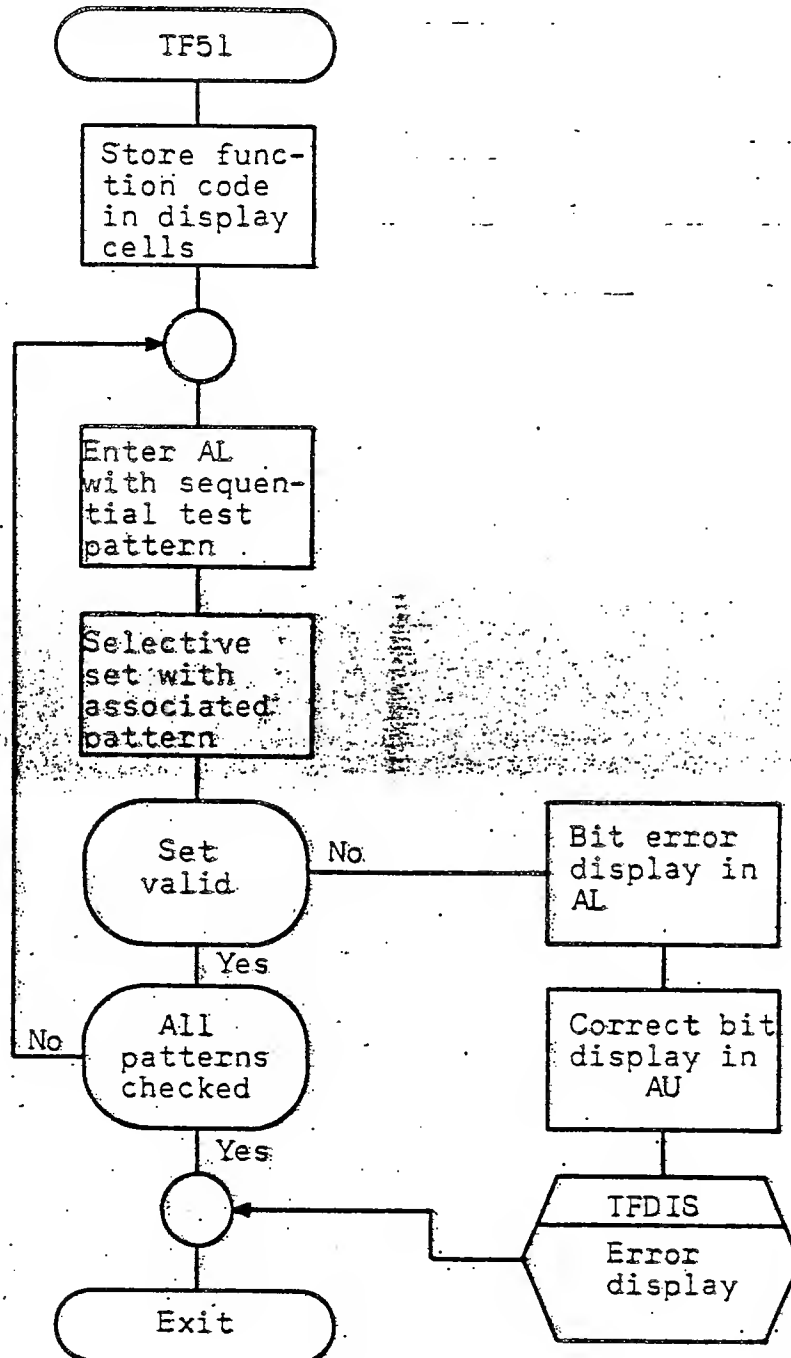 TF51
Store func-
tion code
in display
cells
Enter AL
with sequen-
tial test
pattern
Selective
set with
associated
pattern
Set
valid
No
Yes
Bit error
display in
AL
All
patterns
checked
No
Yes
Correct bit
display in
AU
TFDIS
Error
display
Exit